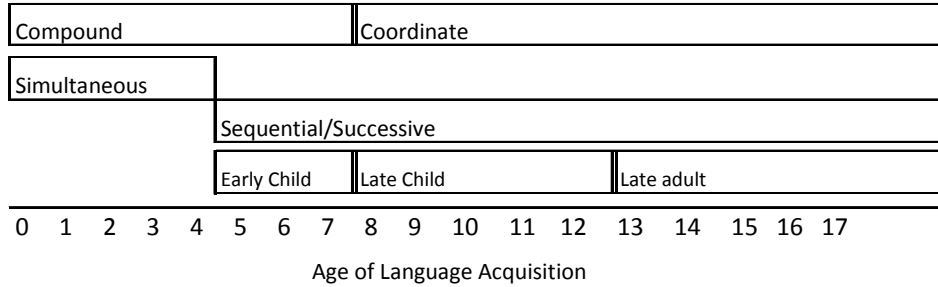 Compound Coordinate
Simultaneous
Sequential/Successive
Early Child Late Child Late adult
0 1 2 3 4 5 6 7 8 9 10 11 12 13 14 15 16 17
Age of Language Acquisition